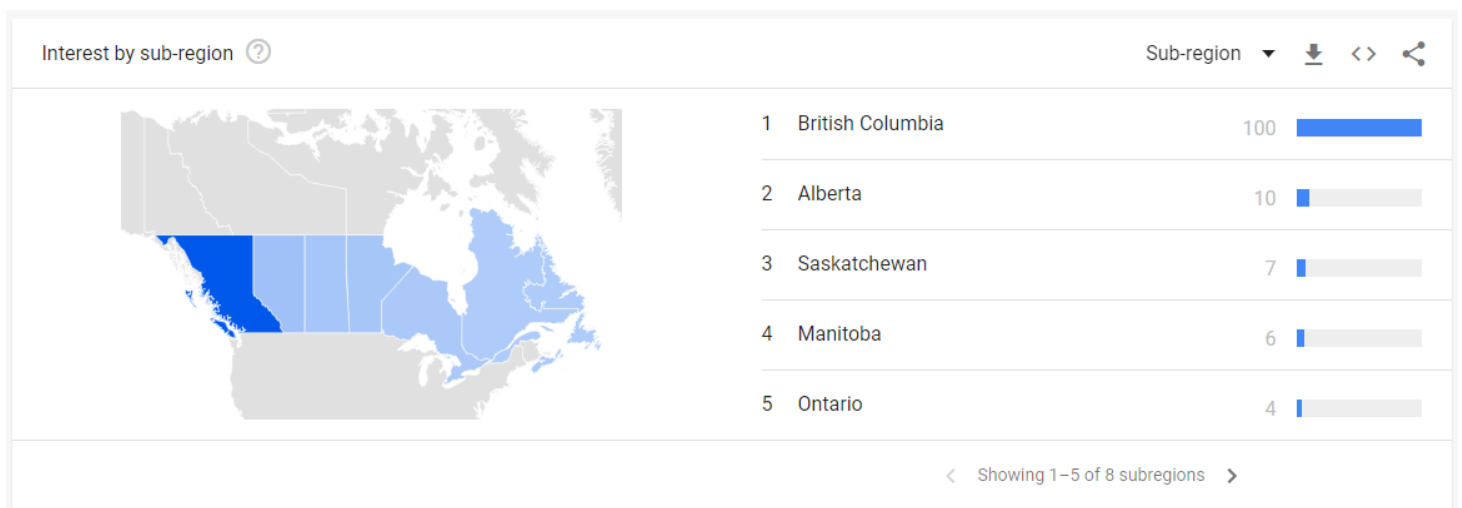 Interest by sub-region
Sub-region
1 British Columbia 100
2 Alberta 10
3 Saskatchewan 7
4 Manitoba 6
5 Ontario 4
Showing 1–5 of 8 subregions